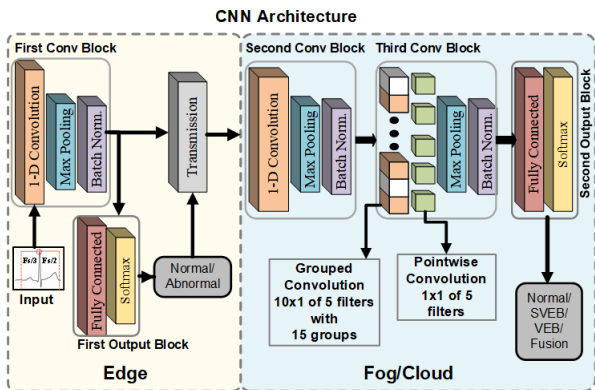 CNN Architecture
First Conv Block
Second Conv Block
Third Conv Block
1-D Convolution
Max Pooling
Batch Norm.
Transmission
1-D Convolution
Max Pooling
Batch Norm.
Max Pooling
Batch Norm.
Fully Connected
Softmax
Second Output Block
Fs/3
Fs/2
Input
Fully Connected
Softmax
First Output Block
Normal/
Abnormal
Grouped
Convolution
10x1 of 5 filters
with
15 groups
Pointwise
Convolution
1x1 of 5
filters
Normal/
SVEB/
VEB/
Fusion
Edge
Fog/Cloud